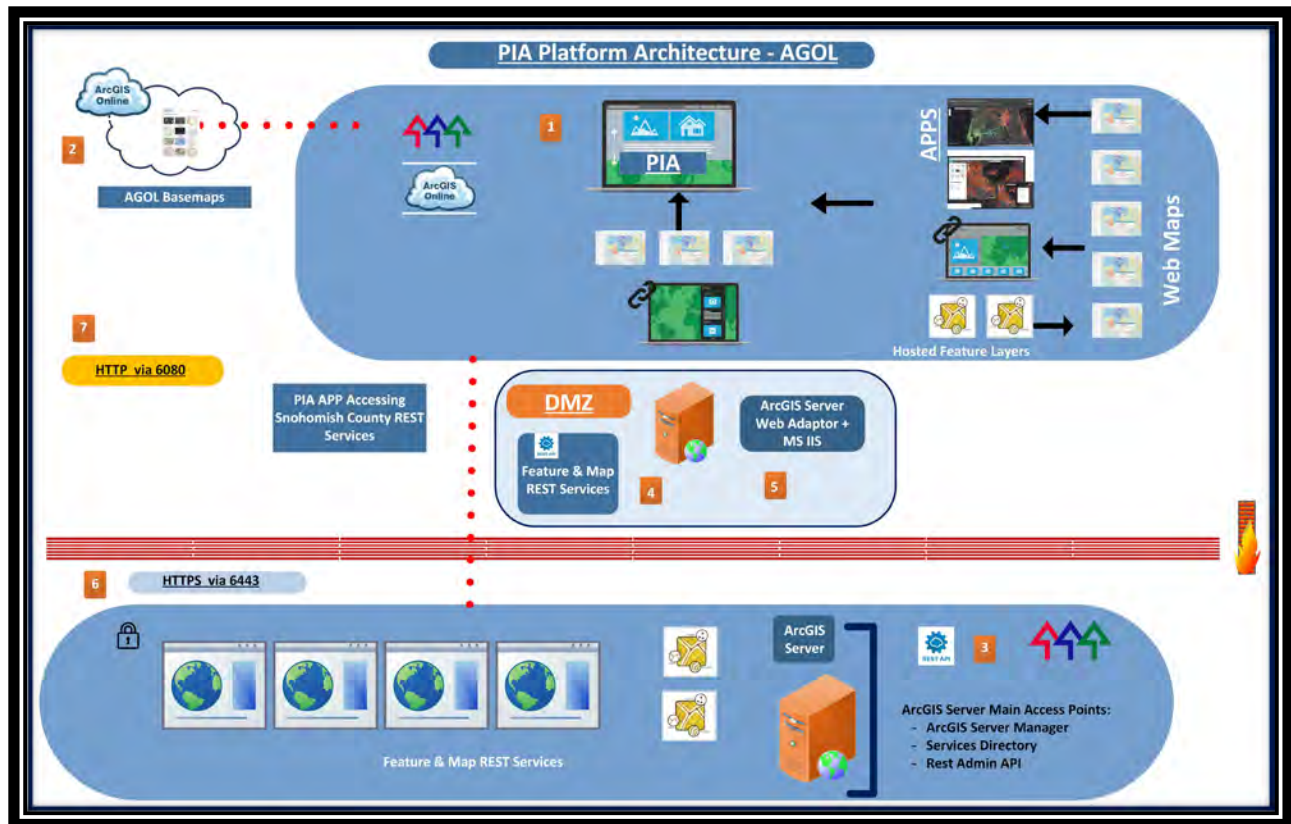 PIA Platform Architecture - AGOL
ArcGIS
Online
2
AGOL Basemaps
ArcGIS
Online
1
PIA
APPS
Web Maps
Hosted Feature Layers
7
HTTP via 6080
PIA APP Accessing
Snohomish County REST
Services
DMZ
REST API
Feature & Map
REST Services
4
ArcGIS Server
Web Adaptor +
MS IIS
5
6
HTTPS via 6443
Feature & Map REST Services
ArcGIS
Server
REST API
3
ArcGIS Server Main Access Points:
- ArcGIS Server Manager
- Services Directory
- Rest Admin API